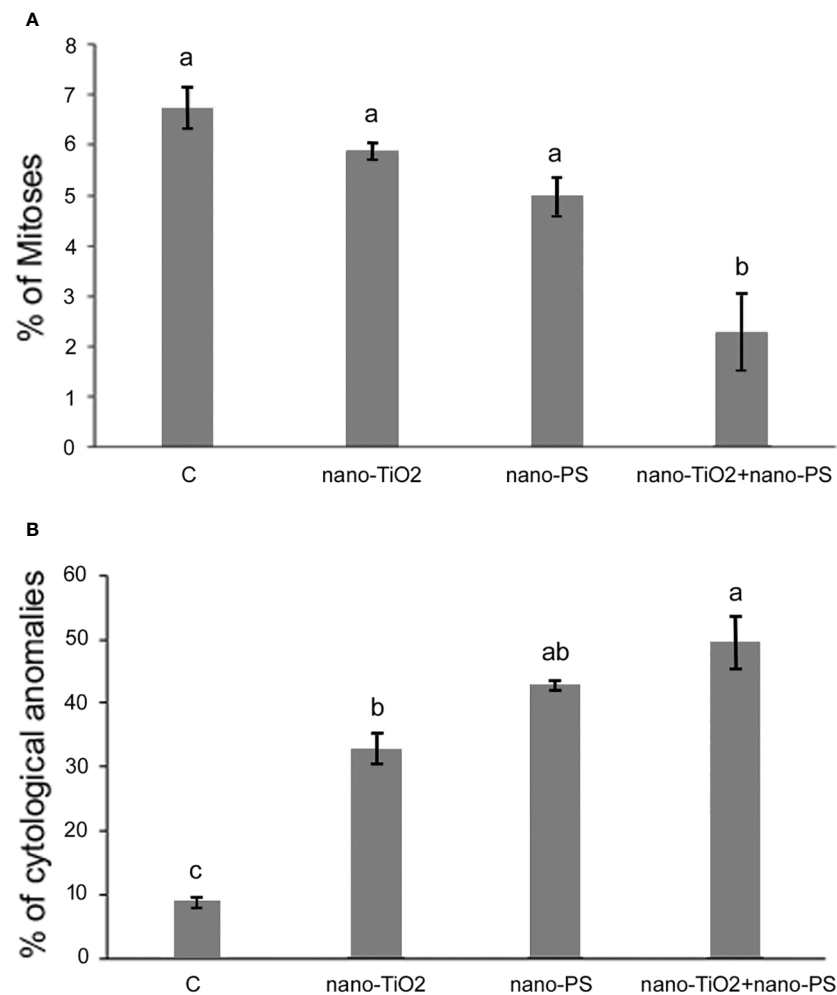 A
8
a
7
a
6
a
5
% of Mitoses
4
b
3
2
1
0
C nano-TiO2 nano-PS nano-TiO2+nano-PS
B
60
a
50
ab
40
b
% of cytological anomalies
30
20
c
10
0
C nano-TiO2 nano-PS nano-TiO2+nano-PS